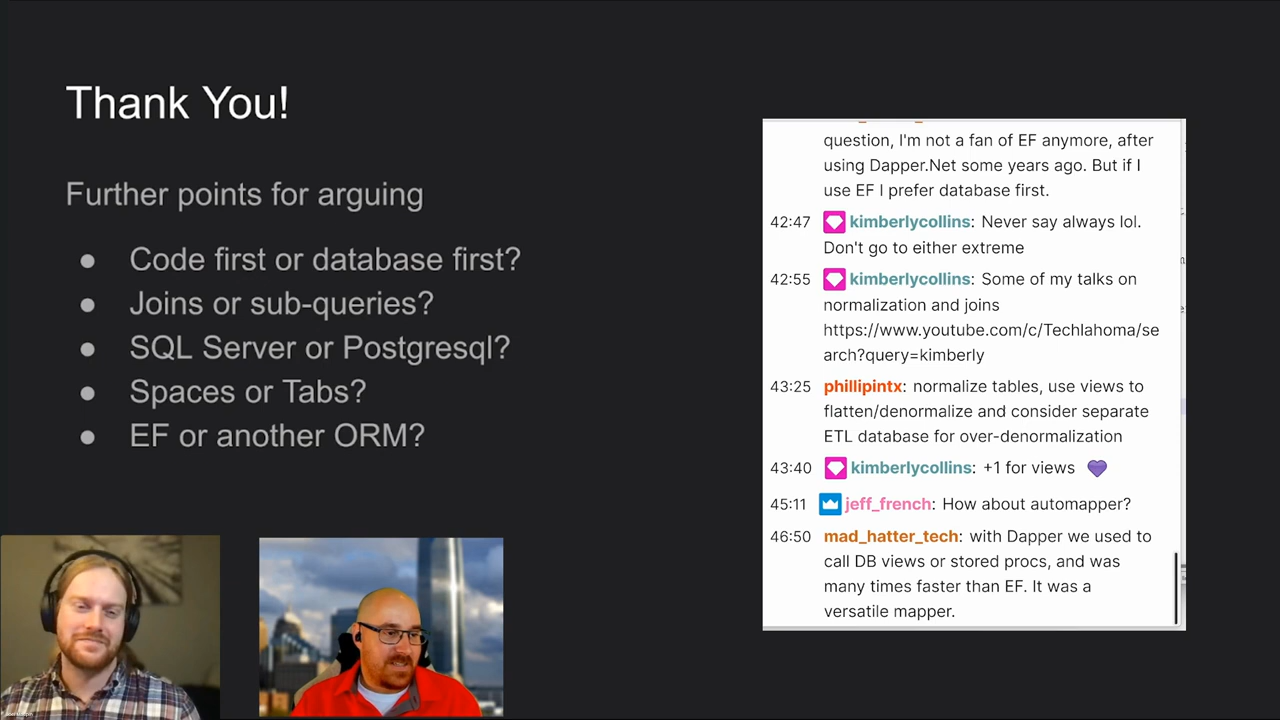 Thank You!
Further points for arguing
● Code first or database first?
● Joins or sub-queries?
● SQL Server or Postgresql?
● Spaces or Tabs?
● EF or another ORM?
question, I'm not a fan of EF anymore, after
using Dapper.Net some years ago. But if I
use EF I prefer database first.
42:47 kimberlycollins: Never say always lol.
Don't go to either extreme
42:55 kimberlycollins: Some of my talks on
normalization and joins
https://www.youtube.com/c/Techlahoma/se
arch?query=kimberly
43:25 phillipintx: normalize tables, use views to
flatten/denormalize and consider separate
ETL database for over-denormalization
43:40 kimberlycollins: +1 for views 💜
45:11 jeff_french: How about automapper?
46:50 mad_hatter_tech: with Dapper we used to
call DB views or stored procs, and was
many times faster than EF. It was a
versatile mapper.